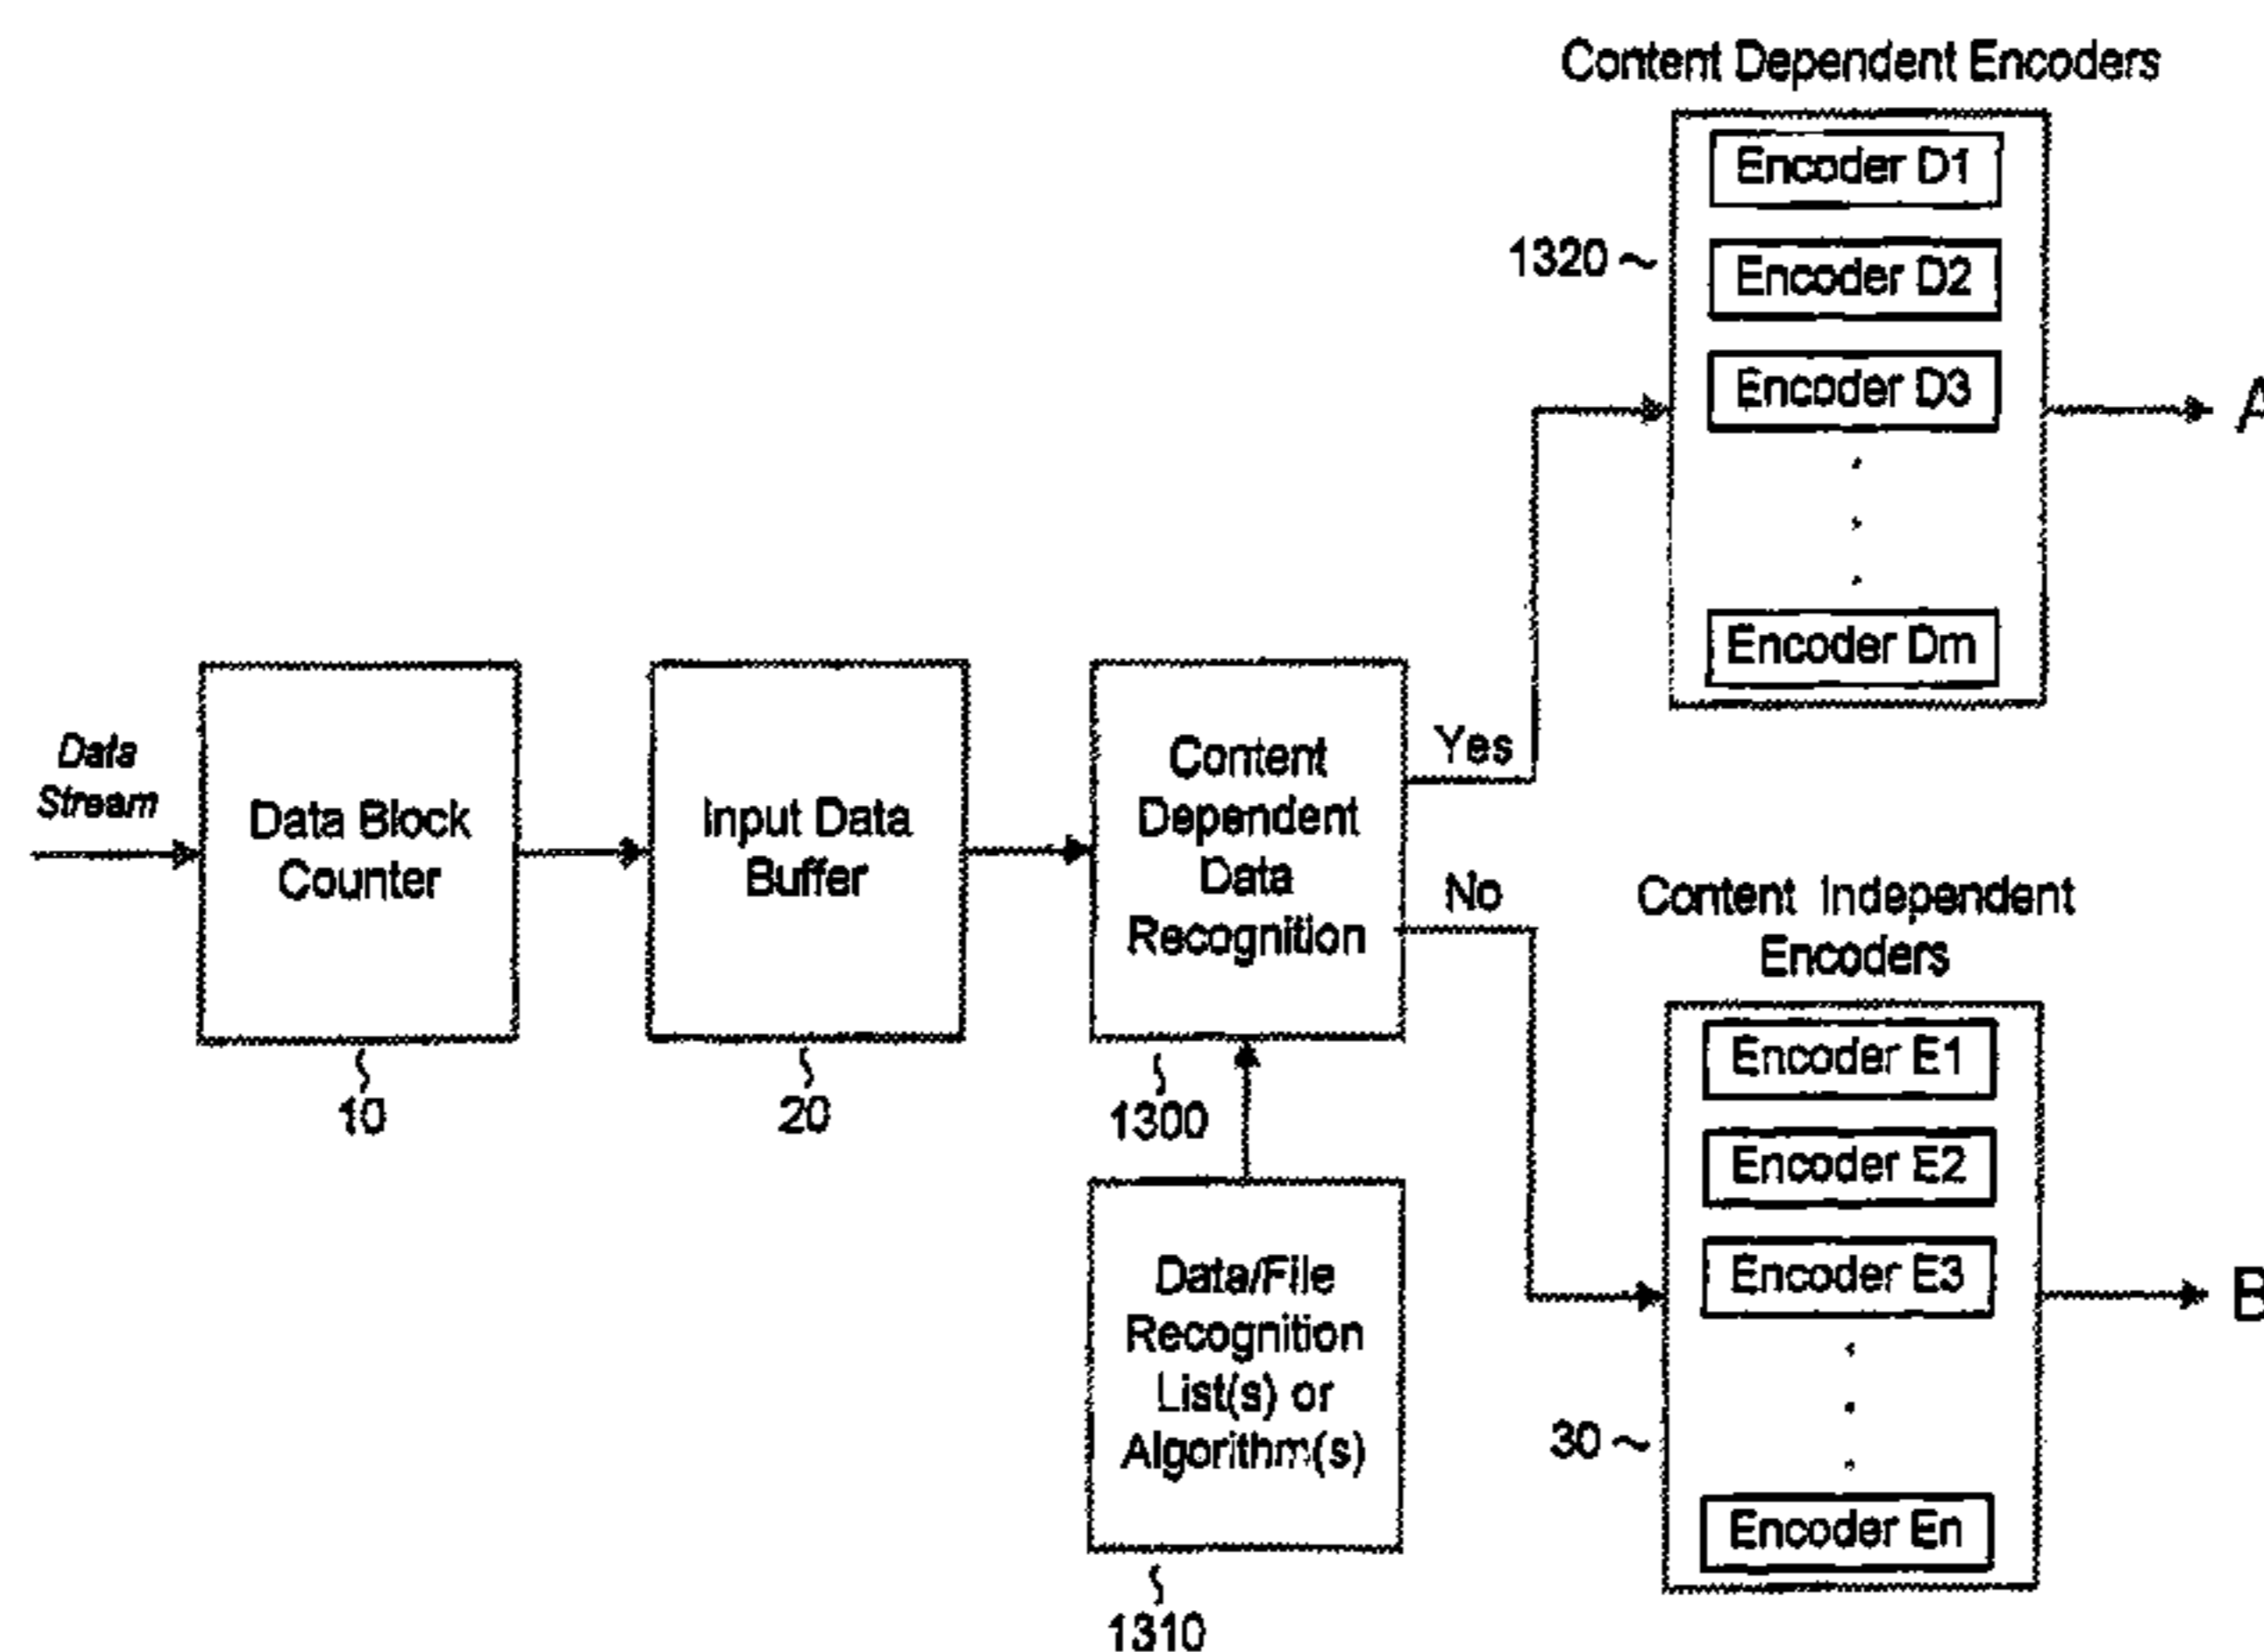 Content Dependent Encoders
Encoder D1
1320
Encoder D2
Encoder D3
A
Encoder Dm
Data
Stream
Data Block
Counter
10
Input Data
Buffer
20
Content
Dependent
Data
Recognition
1300
Yes
No
Data/File
Recognition
List(s) or
Algorithm(s)
1310
Content Independent
Encoders
Encoder E1
Encoder E2
Encoder E3
B
30
Encoder En